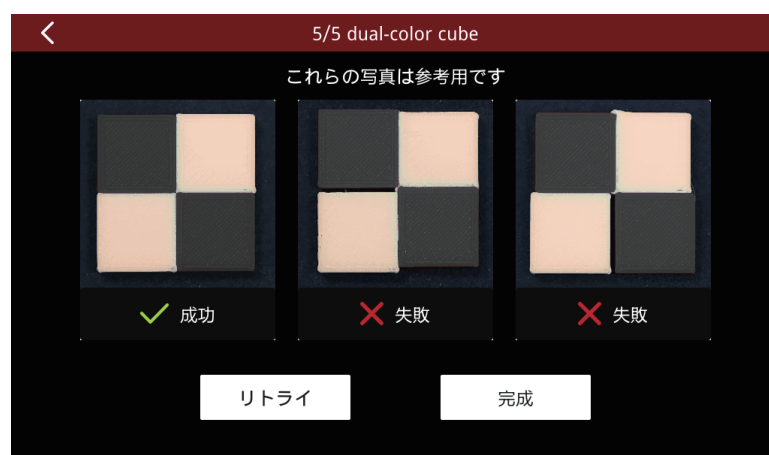 5/5 dual-color cube
これらの写真は参考用です
成功
失敗
失敗
リトライ
完成